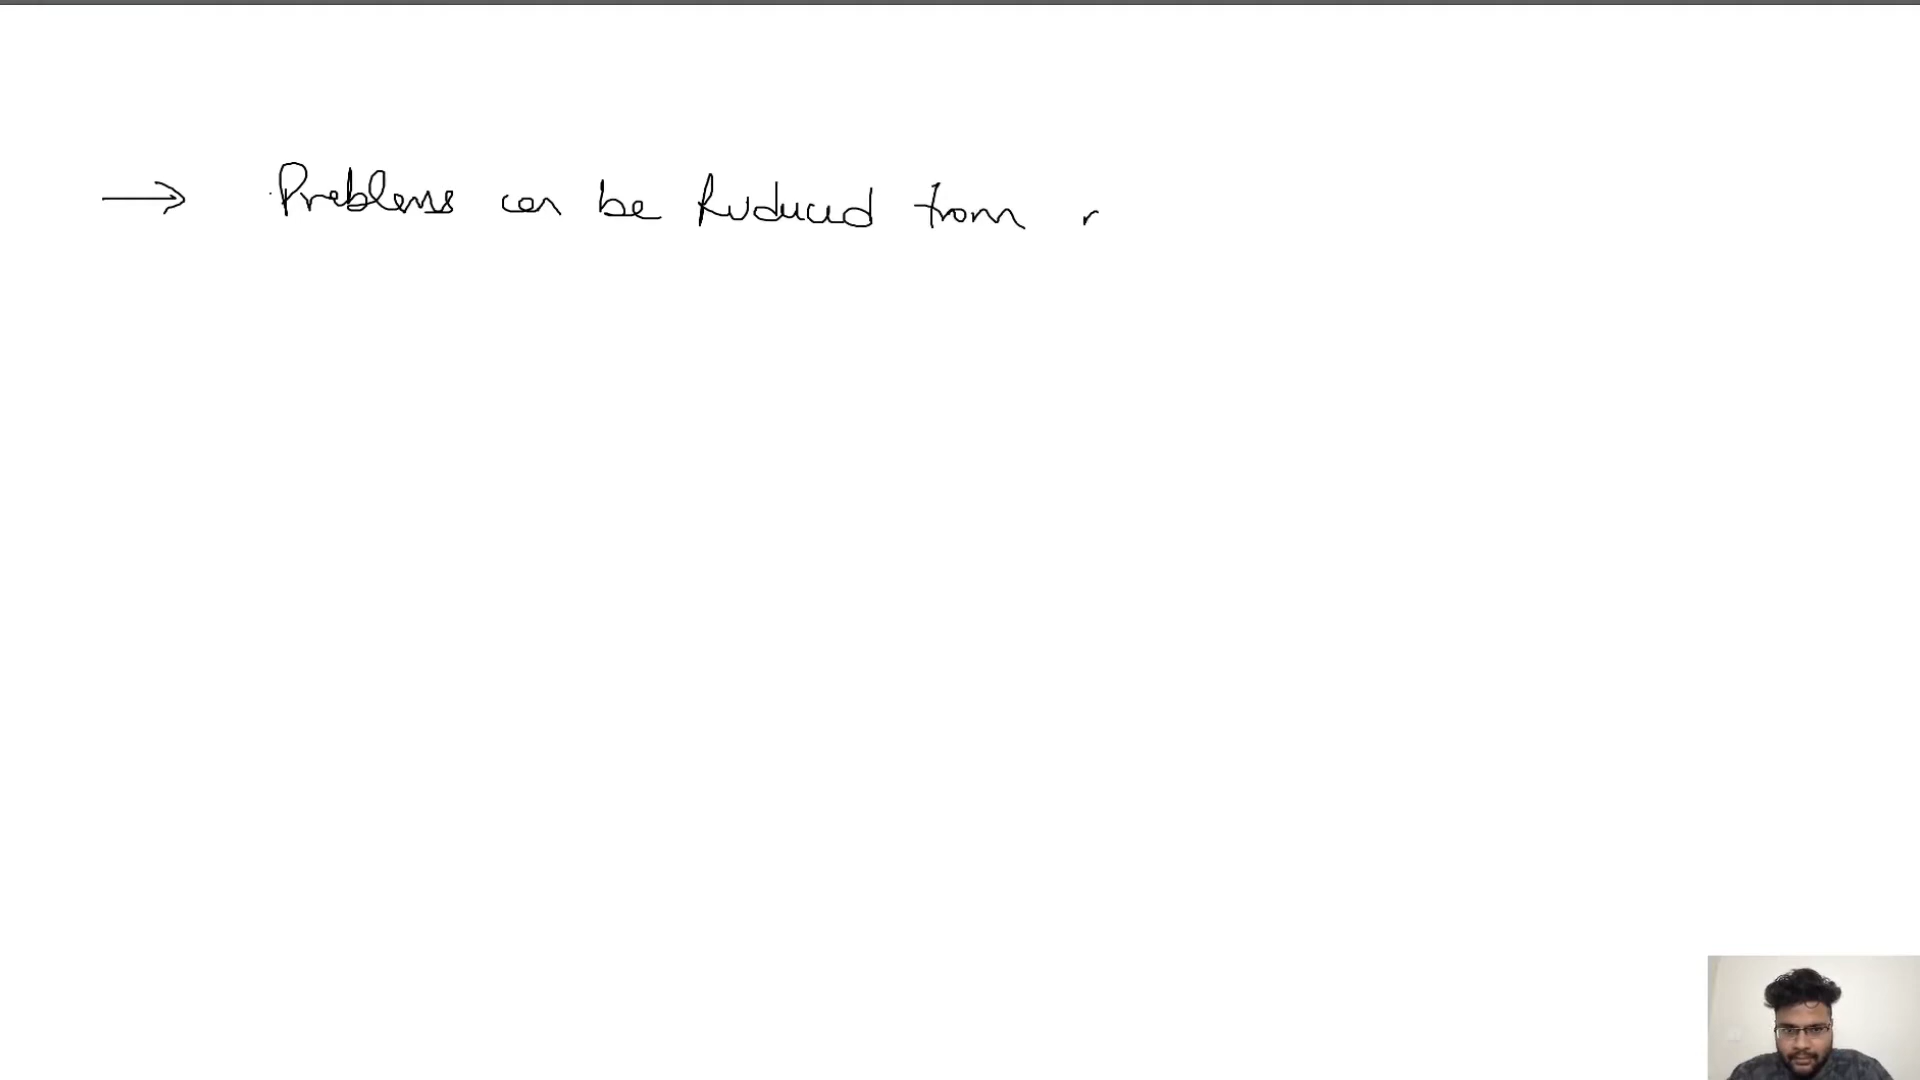 → Problems can be Reduced from